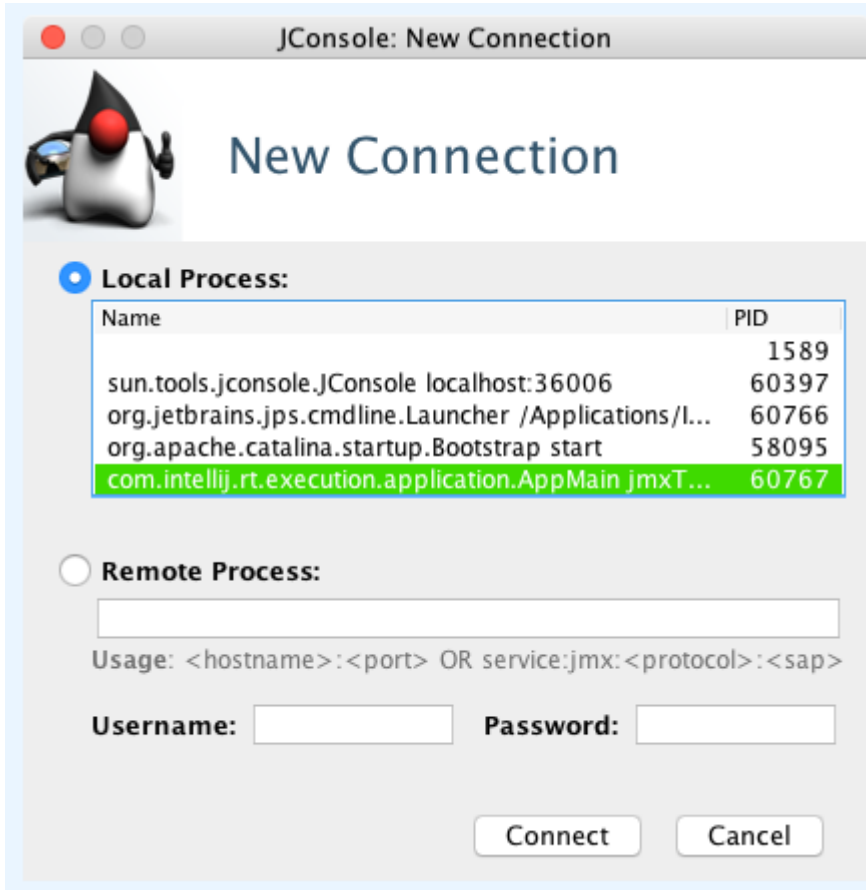 JConsole: New Connection
New Connection
Local Process:
Name PID
1589
sun.tools.jconsole.JConsole localhost:36006 60397
org.jetbrains.jps.cmdline.Launcher /Applications/I... 60766
org.apache.catalina.startup.Bootstrap start 58095
com.intellij.rt.execution.application.AppMain jmxT... 60767
Remote Process:
Usage: <hostname>:<port> OR service:jmx:<protocol>:<sap>
Username: Password:
Connect Cancel